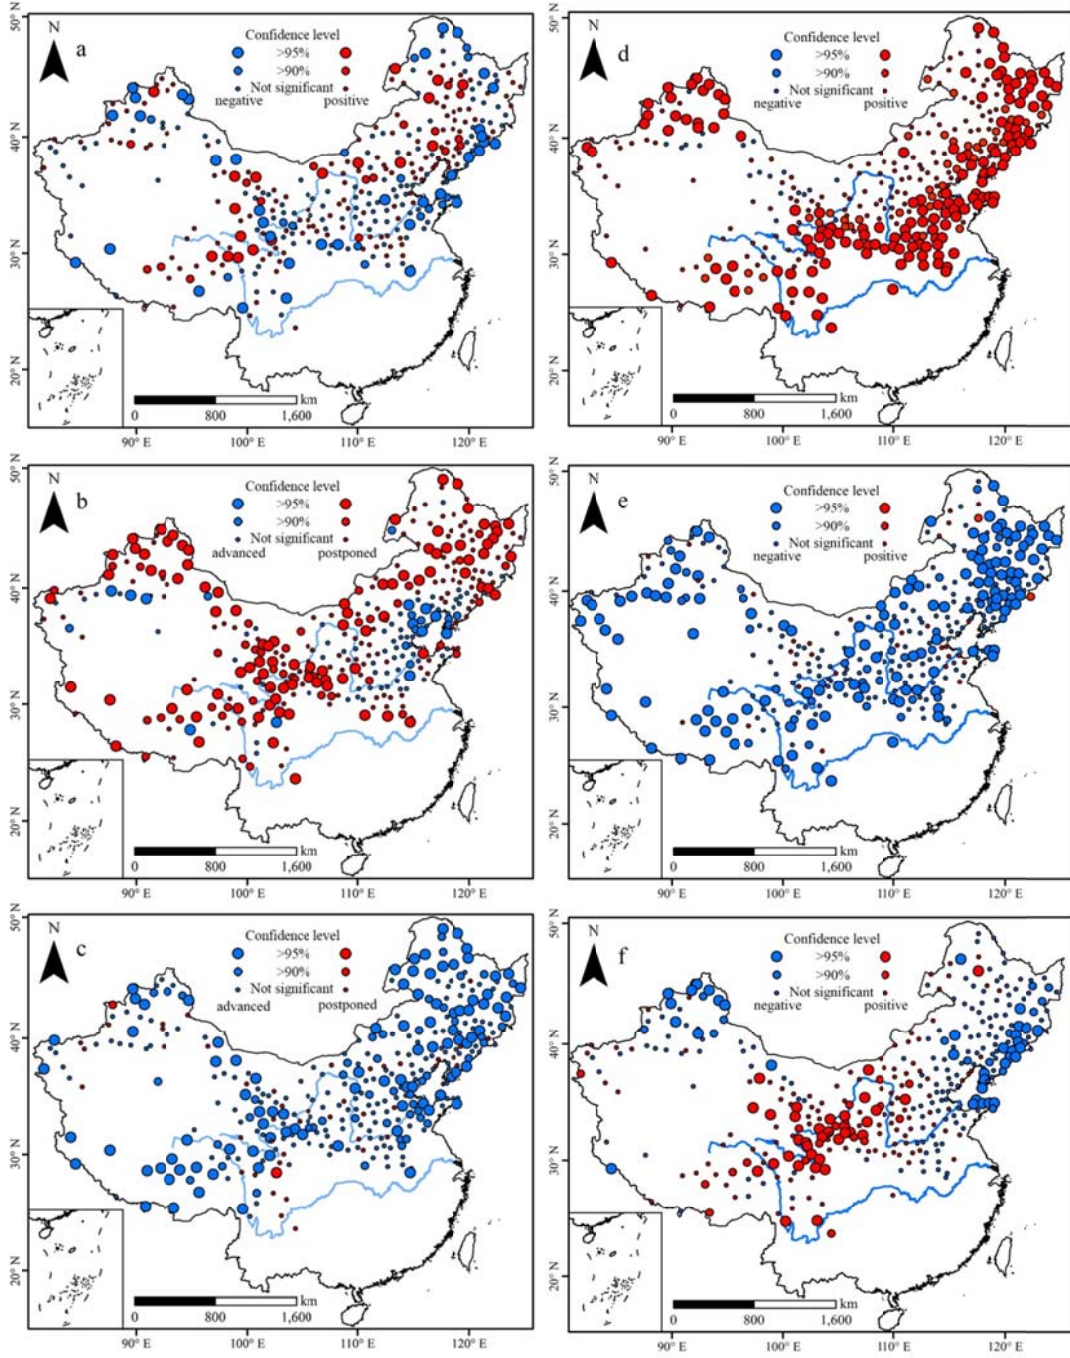 N
a
Confidence level
>95%
>90%
Not significant
negative
positive
50° N
40° N
30° N
20° N
0
800
1,600
km
90° E
100° E
110° E
120° E
N
d
Confidence level
>95%
>90%
Not significant
negative
positive
50° N
40° N
30° N
20° N
0
800
1,600
km
90° E
100° E
110° E
120° E
N
b
Confidence level
>95%
>90%
Not significant
advanced
postponed
50° N
40° N
30° N
20° N
0
800
1,600
km
90° E
100° E
110° E
120° E
N
e
Confidence level
>95%
>90%
Not significant
negative
positive
50° N
40° N
30° N
20° N
0
800
1,600
km
90° E
100° E
110° E
120° E
N
c
Confidence level
>95%
>90%
Not significant
advanced
postponed
50° N
40° N
30° N
20° N
0
800
1,600
km
90° E
100° E
110° E
120° E
N
f
Confidence level
>95%
>90%
Not significant
negative
positive
50° N
40° N
30° N
20° N
0
800
1,600
km
90° E
100° E
110° E
120° E